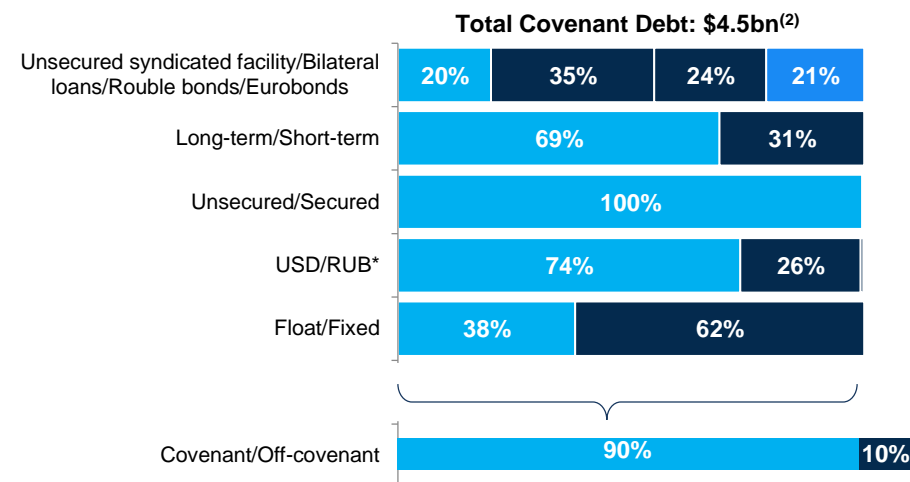 Total Covenant Debt: $4.5bn(2)
Unsecured syndicated facility/Bilateral
loans/Rouble bonds/Eurobonds
20% 35% 24% 21%
Long-term/Short-term 69% 31%
Unsecured/Secured 100%
USD/RUB* 74% 26%
Float/Fixed 38% 62%
Covenant/Off-covenant 90% 10%